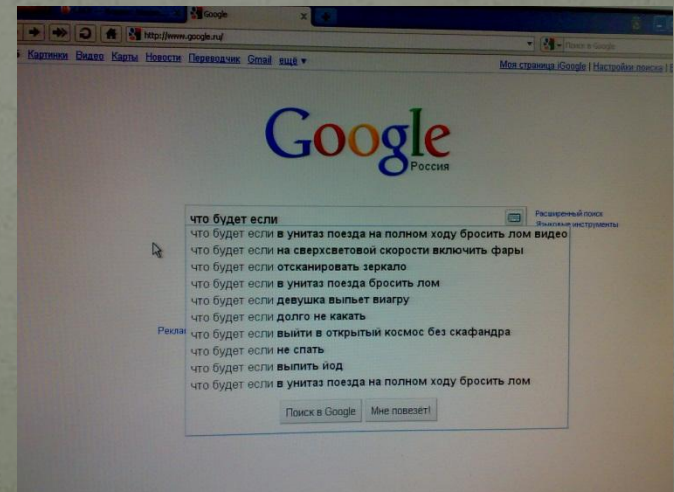 Google
http://www.google.ru/
Поиск в Google
Картинки Видео Карты Новости Переводчик Gmail ещё ▼
Моя страница iGoogle | Настройки поиска |
Google
Россия
что будет если
Расширенный поиск
Языковые инструменты
что будет если в унитаз поезда на полном ходу бросить лом видео
что будет если на сверхсветовой скорости включить фары
что будет если отсканировать зеркало
что будет если в унитаз поезда бросить лом
что будет если девушка выпьет виагру
что будет если долго не какать
что будет если выйти в открытый космос без скафандра
что будет если не спать
что будет если выпить йод
что будет если в унитаз поезда на полном ходу бросить лом
Рекла
Поиск в Google
Мне повезёт!